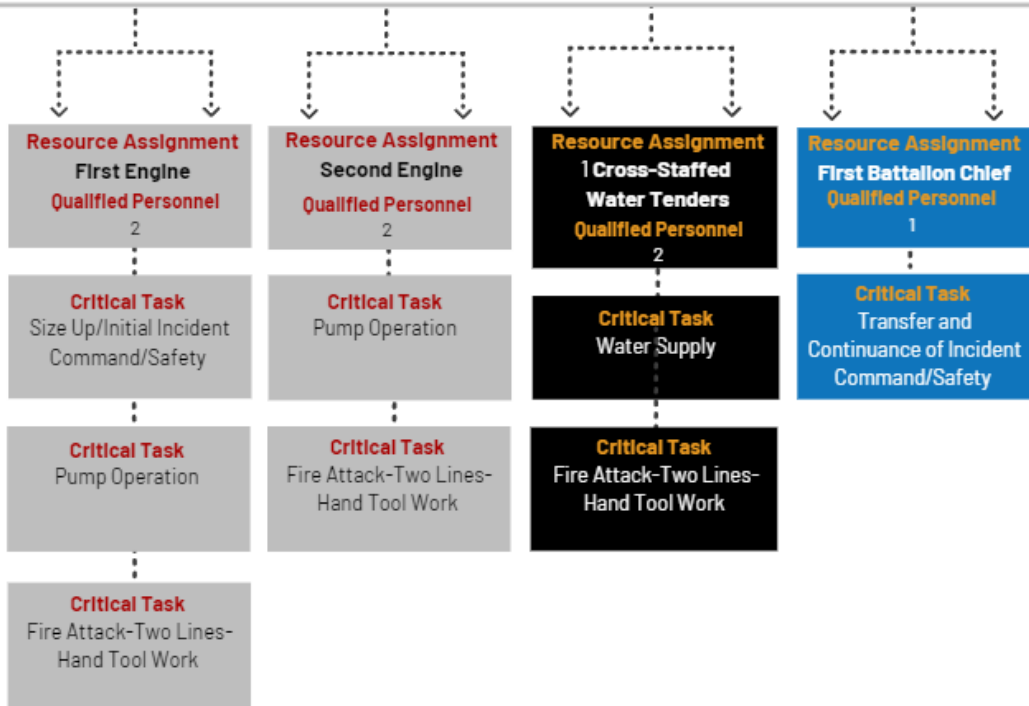 Resource Assignment
First Engine
Qualified Personnel
2
Critical Task
Size Up/Initial Incident
Command/Safety
Critical Task
Pump Operation
Critical Task
Fire Attack-Two Lines-
Hand Tool Work
Resource Assignment
Second Engine
Qualified Personnel
2
Critical Task
Pump Operation
Critical Task
Fire Attack-Two Lines-
Hand Tool Work
Resource Assignment
1 Cross-Staffed
Water Tenders
Qualified Personnel
2
Critical Task
Water Supply
Critical Task
Fire Attack-Two Lines-
Hand Tool Work
Resource Assignment
First Battalion Chief
Qualified Personnel
1
Critical Task
Transfer and
Continuance of Incident
Command/Safety